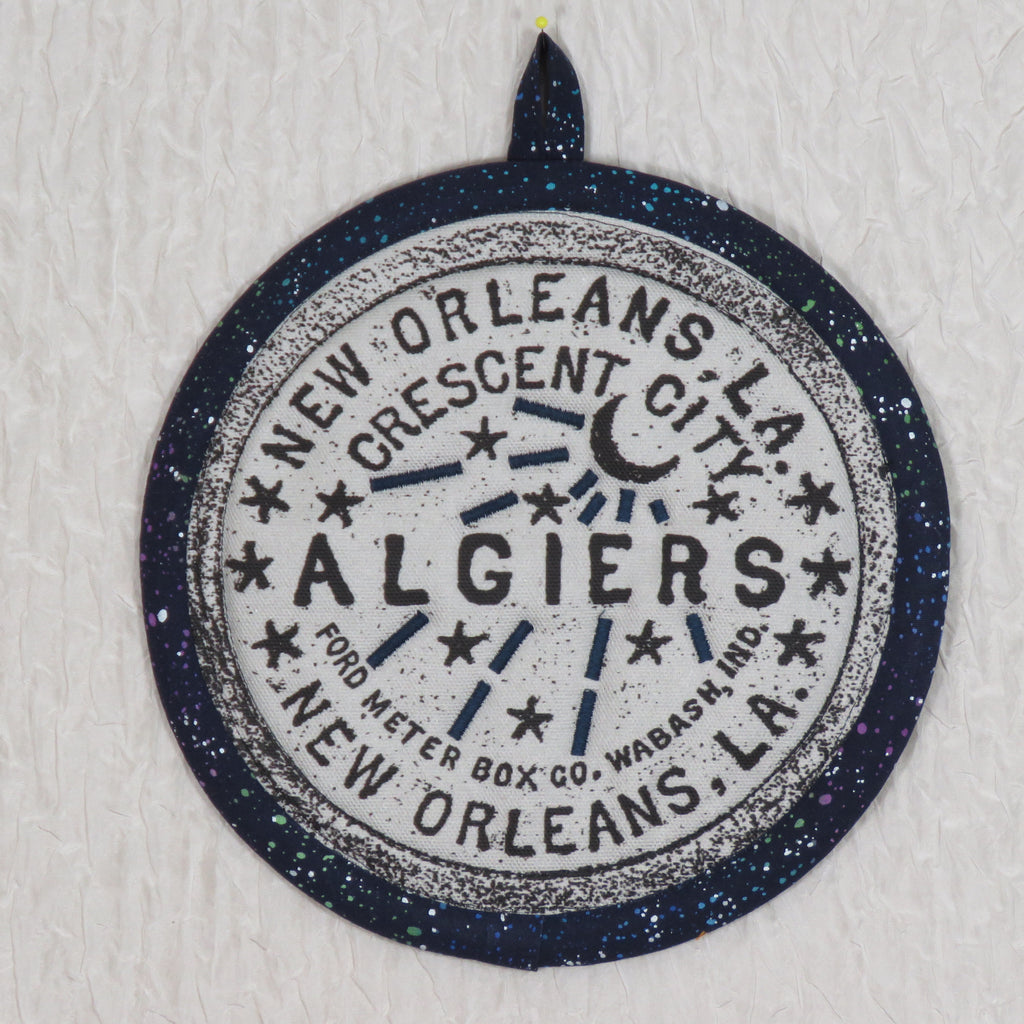 NEW ORLEANS, LA.
CRESCENT CITY
ALGIERS
FORD METER BOX CO. WABASH, IND.
NEW ORLEANS, LA.